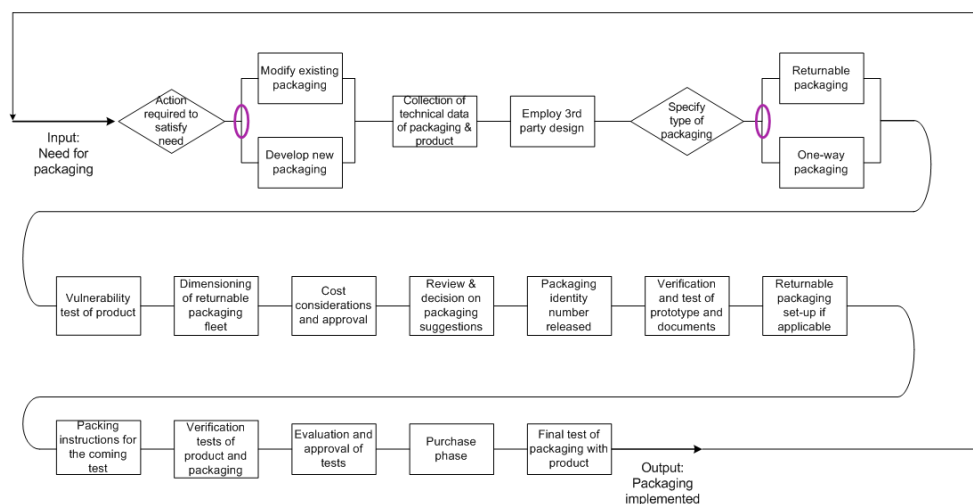 Input:
Need for
packaging
Action
required to
satisfy
need
Modify existing
packaging
Develop new
packaging
Collection of
technical data
of packaging &
product
Employ 3rd
party design
Specify
type of
packaging
Returnable
packaging
One-way
packaging
Vulnerability
test of product
Dimensioning
of returnable
packaging
fleet
Cost
considerations
and approval
Review &
decision on
packaging
suggestions
Packaging
identity
number
released
Verification
and test of
prototype and
documents
Returnable
packaging
set-up if
applicable
Packing
instructions for
the coming
test
Verification
tests of
product and
packaging
Evaluation and
approval of
tests
Purchase
phase
Final test of
packaging with
product
Output:
Packaging
implemented